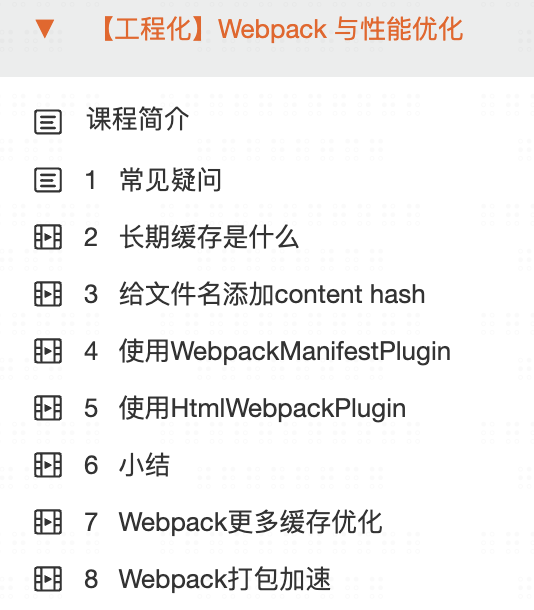 ▼ 【工程化】Webpack 与性能优化
课程简介
1 常见疑问
2 长期缓存是什么
3 给文件名添加content hash
4 使用WebpackManifestPlugin
5 使用HtmlWebpackPlugin
6 小结
7 Webpack更多缓存优化
8 Webpack打包加速